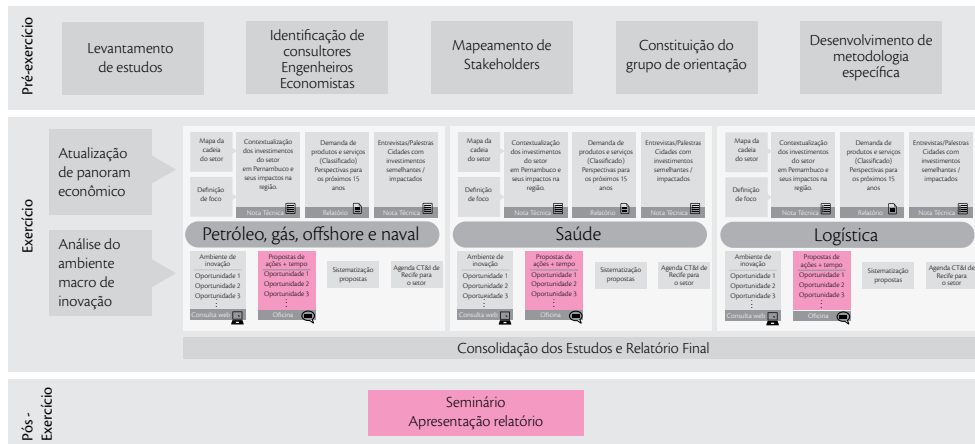 Pré-exercício
Levantamento
de estudos
Identificação de
consultores
Engenheiros
Economistas
Mapeamento de
Stakeholders
Constituição do
grupo de orientação
Desenvolvimento de
metodologia
específica
Exercício
Atualização
de panoram
econômico
Análise do
ambiente
macro de
inovação
Mapa da
cadeia
do setor
Definição
de foco
Contextualização
dos investimentos
do setor
em Pernambuco e
seus impactos na
região.
Nota Técnica
Demanda de
produtos e serviços
(Classificado)
Perspectivas para
os próximos 15
anos
Relatório
Entrevistas/Palestras
Cidades com
investimentos
semelhantes /
impactados
Nota Técnica
Petróleo, gás, offshore e naval
Ambiente de
inovação
Oportunidade 1
Oportunidade 2
Oportunidade 3
⋮
Consulta web
Propostas de
ações + tempo
Oportunidade 1
Oportunidade 2
Oportunidade 3
⋮
Oficina
Sistematização
propostas
Agenda CT&I de
Recife para
o setor
Mapa da
cadeia
do setor
Definição
de foco
Contextualização
dos investimentos
do setor
em Pernambuco e
seus impactos na
região.
Nota Técnica
Demanda de
produtos e serviços
(Classificado)
Perspectivas para
os próximos 15
anos
Relatório
Entrevistas/Palestras
Cidades com
investimentos
semelhantes /
impactados
Nota Técnica
Saúde
Ambiente de
inovação
Oportunidade 1
Oportunidade 2
Oportunidade 3
⋮
Consulta web
Propostas de
ações + tempo
Oportunidade 1
Oportunidade 2
Oportunidade 3
⋮
Oficina
Sistematização
propostas
Agenda CT&I de
Recife para
o setor
Mapa da
cadeia
do setor
Definição
de foco
Contextualização
dos investimentos
do setor
em Pernambuco e
seus impactos na
região.
Nota Técnica
Demanda de
produtos e serviços
(Classificado)
Perspectivas para
os próximos 15
anos
Relatório
Entrevistas/Palestras
Cidades com
investimentos
semelhantes /
impactados
Nota Técnica
Logística
Ambiente de
inovação
Oportunidade 1
Oportunidade 2
Oportunidade 3
⋮
Consulta web
Propostas de
ações + tempo
Oportunidade 1
Oportunidade 2
Oportunidade 3
⋮
Oficina
Sistematização
propostas
Agenda CT&I de
Recife para
o setor
Consolidação dos Estudos e Relatório Final
Pós -
Exercício
Seminário
Apresentação relatório